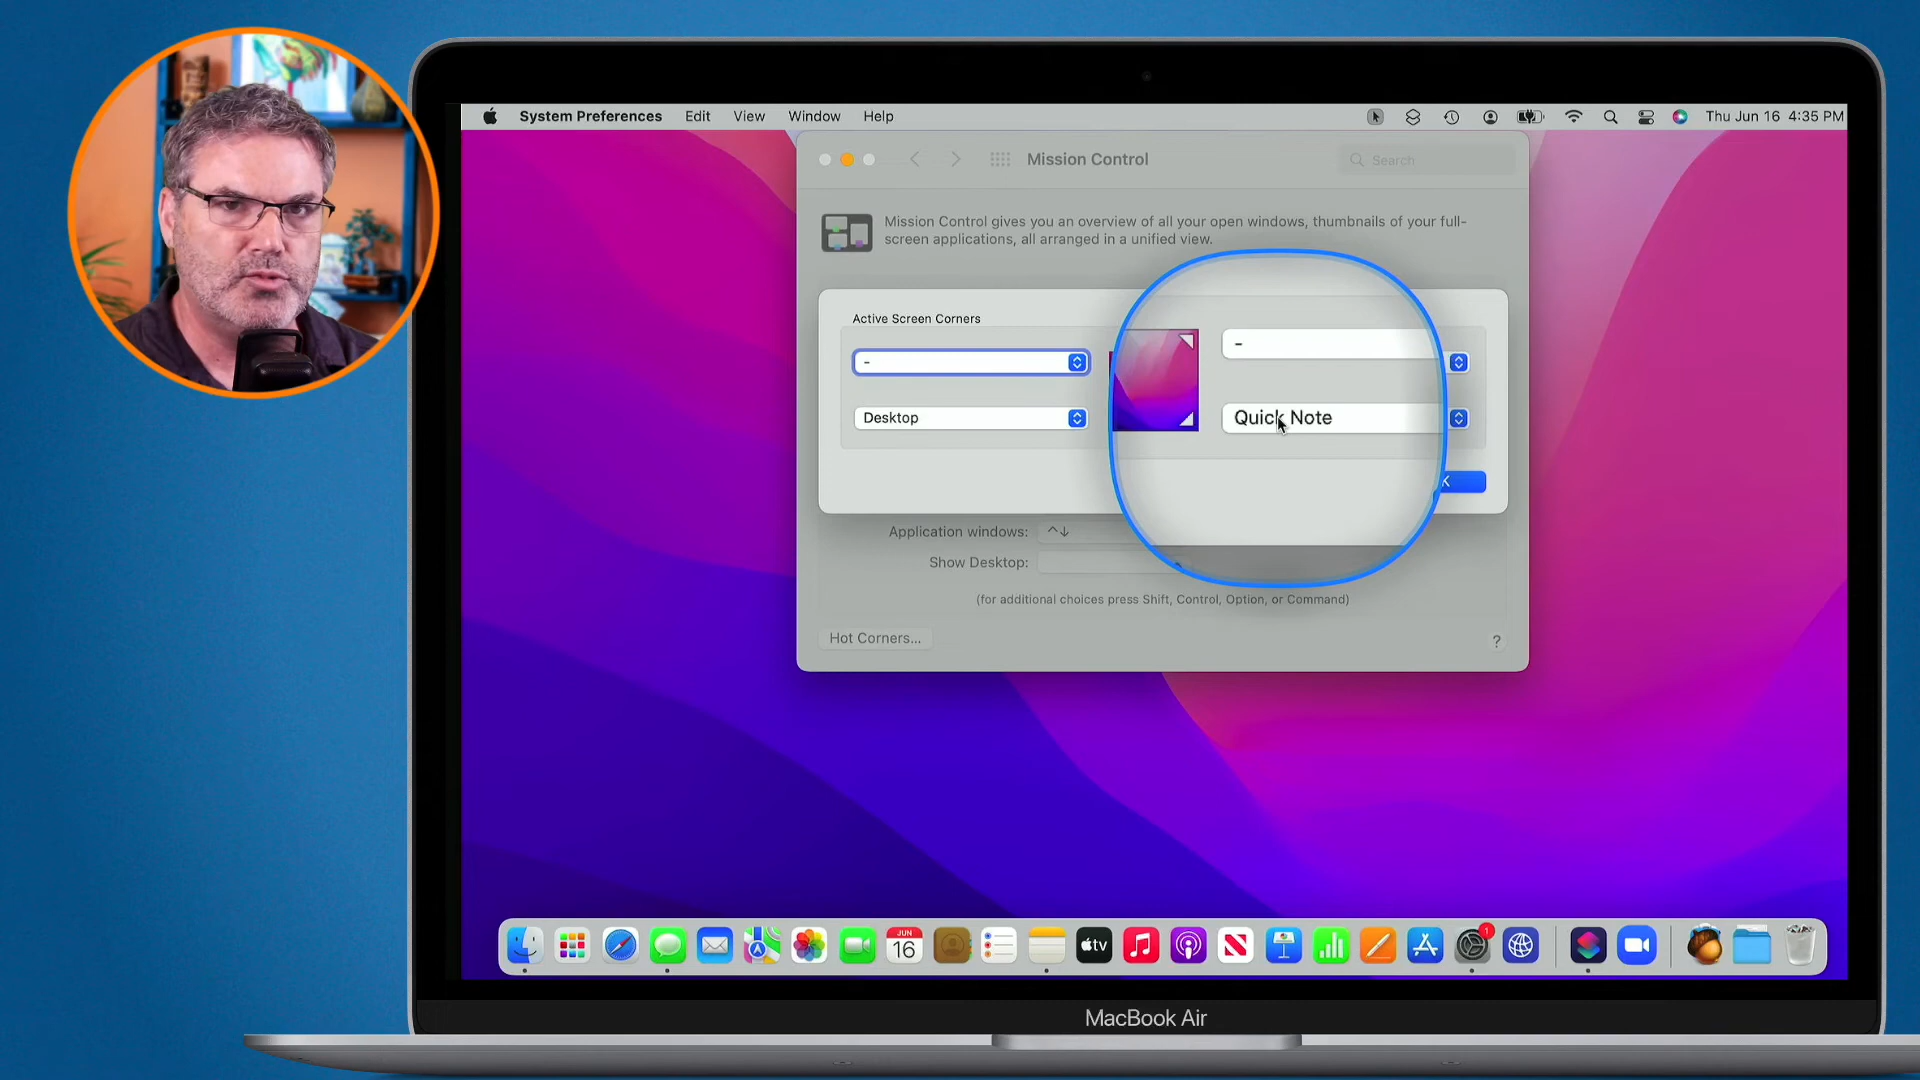 System Preferences Edit View Window Help Thu Jun 16 4:35 PM
Mission Control
Search
Mission Control gives you an overview of all your open windows, thumbnails of your full-
screen applications, all arranged in a unified view.
Active Screen Corners
- -
Desktop Quick Note
K
Application windows: ^↓
Show Desktop:
(for additional choices press Shift, Control, Option, or Command)
Hot Corners... ?
JUN
16
tv
1
MacBook Air